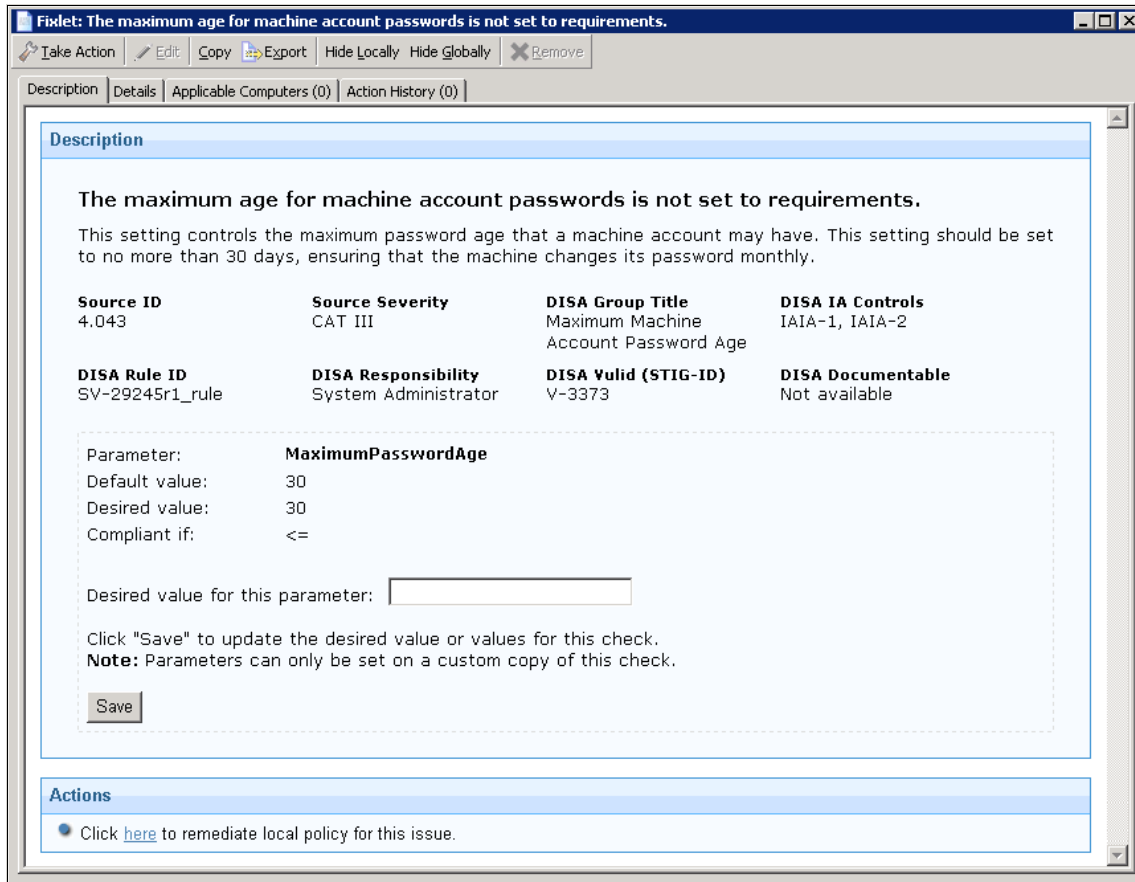 Fixlet: The maximum age for machine account passwords is not set to requirements.
Take Action Edit Copy Export Hide Locally Hide Globally Remove
Description Details Applicable Computers (0) Action History (0)
Description
The maximum age for machine account passwords is not set to requirements.
This setting controls the maximum password age that a machine account may have. This setting should be set
to no more than 30 days, ensuring that the machine changes its password monthly.
Source ID Source Severity DISA Group Title DISA IA Controls
4.043 CAT III Maximum Machine IAIA-1, IAIA-2
Account Password Age
DISA Rule ID DISA Responsibility DISA Vulid (STIG-ID) DISA Documentable
SV-29245r1_rule System Administrator V-3373 Not available
Parameter: MaximumPasswordAge
Default value: 30
Desired value: 30
Compliant if: <=
Desired value for this parameter:
Click "Save" to update the desired value or values for this check.
Note: Parameters can only be set on a custom copy of this check.
Save
Actions
Click here to remediate local policy for this issue.